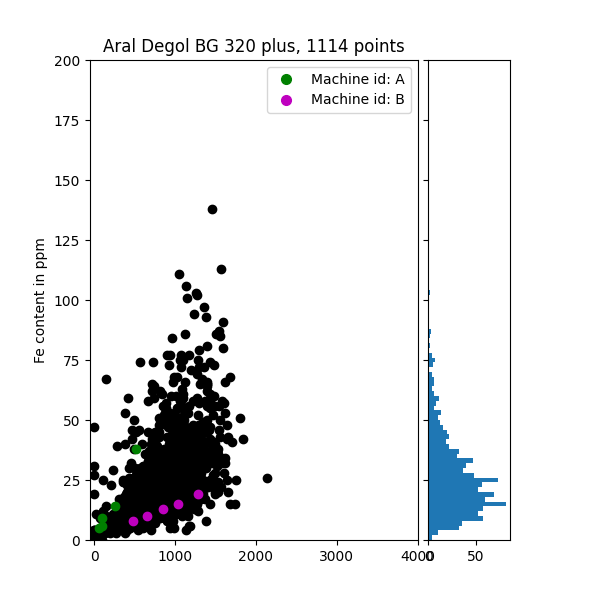 Aral Degol BG 320 plus, 1114 points
Machine id: A
Machine id: B
Fe content in ppm
200
175
150
125
100
75
50
25
0
0 1000 2000 3000 4000
0 50